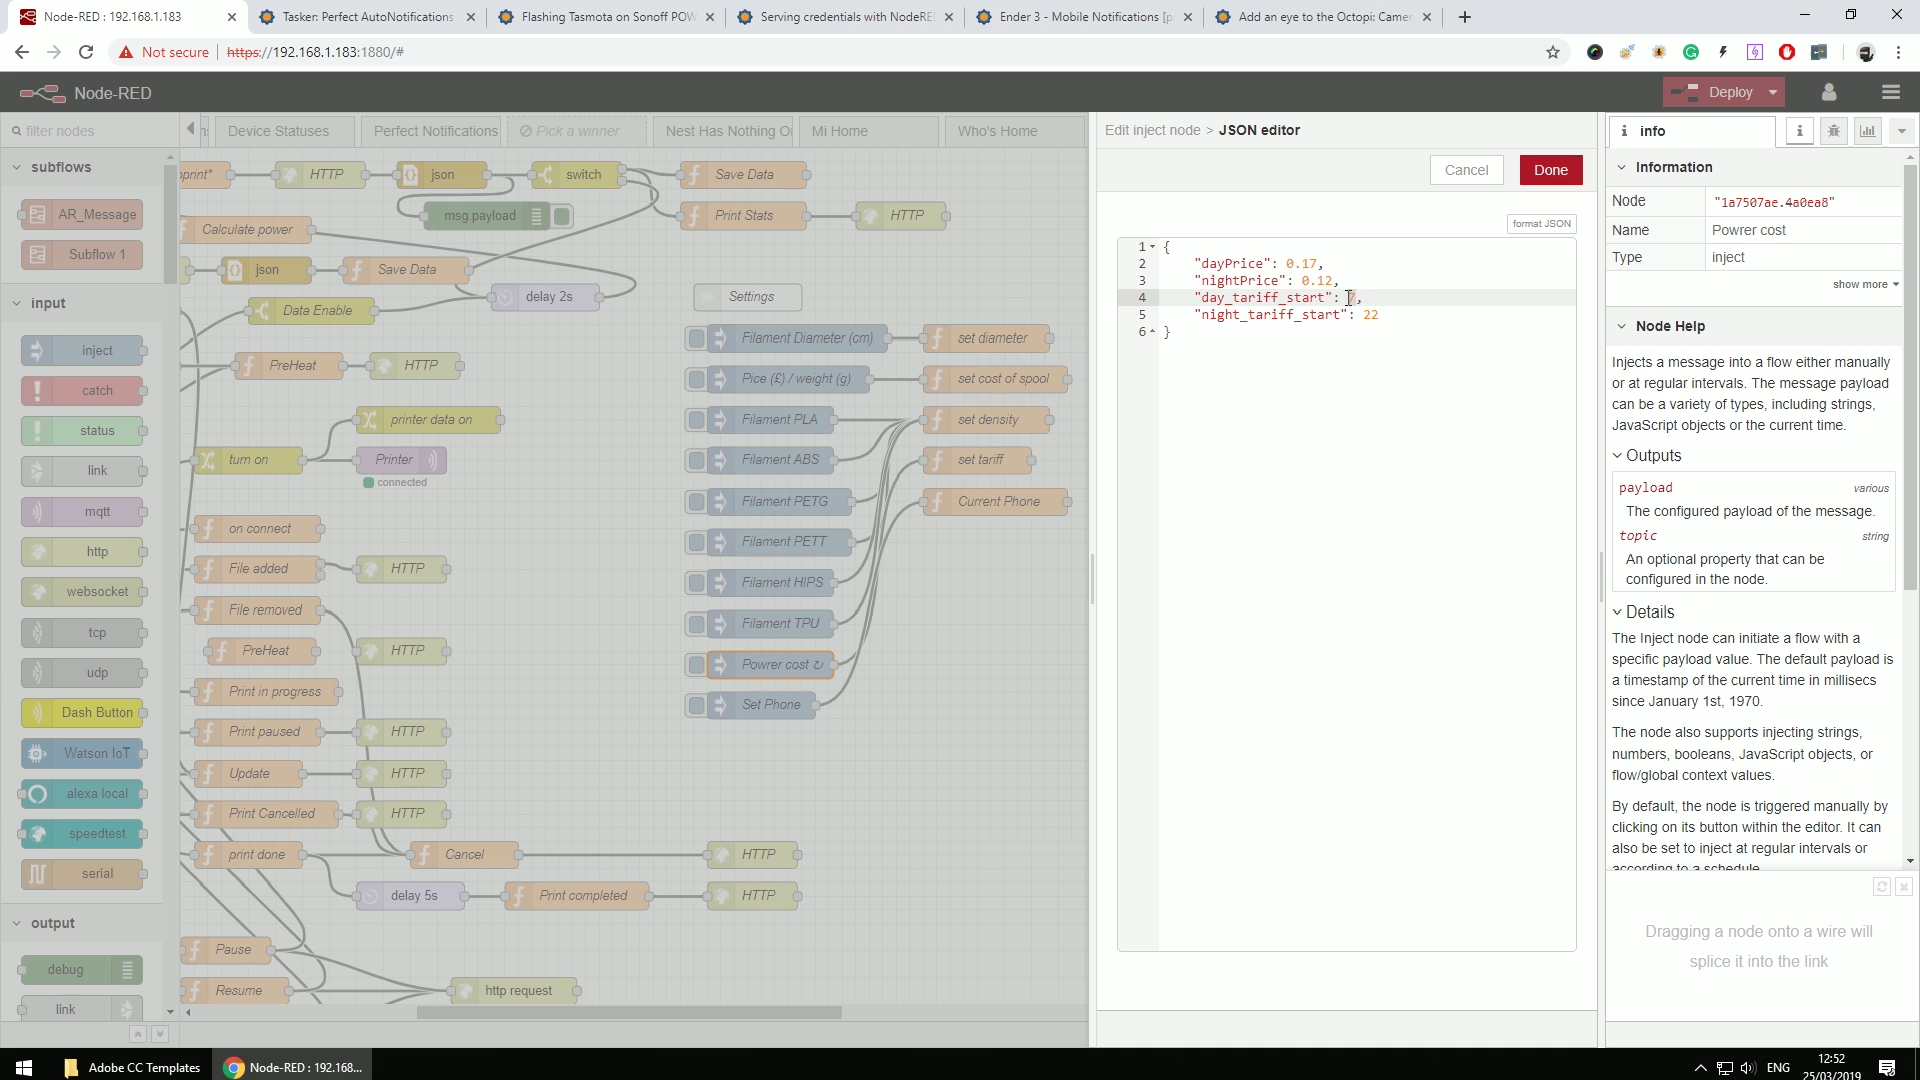 Node-RED : 192.168.1.183
Tasker: Perfect AutoNotifications
Flashing Tasmota on Sonoff POW
Serving credentials with NodeRE
Ender 3 - Mobile Notifications [p
Add an eye to the Octopi: Camer
Not secure
https://192.168.1.183:1880/#
Node-RED
Deploy
filter nodes
Device Statuses
Perfect Notifications
Pick a winner
Nest Has Nothing O
Mi Home
Who's Home
Edit inject node > JSON editor
info
Cancel
Done
format JSON
1 {
2 "dayPrice": 0.17,
3 "nightPrice": 0.12,
4 "day_tariff_start": 7,
5 "night_tariff_start": 22
6 }
subflows
AR_Message
Subflow 1
input
inject
catch
status
link
mqtt
http
websocket
tcp
udp
Dash Button
Watson IoT
alexa local
speedtest
serial
output
debug
link
print*
HTTP
json
switch
Save Data
msg.payload
Print Stats
HTTP
Calculate power
json
Save Data
delay 2s
Data Enable
Settings
PreHeat
HTTP
Filament Diameter (cm)
set diameter
Pice (£) / weight (g)
set cost of spool
printer data on
Filament PLA
set density
turn on
Printer
connected
Filament ABS
set tariff
Filament PETG
Current Phone
on connect
Filament PETT
File added
HTTP
Filament HIPS
File removed
Filament TPU
PreHeat
HTTP
Powrer cost ↻
Print in progress
Set Phone
Print paused
HTTP
Update
HTTP
Print Cancelled
HTTP
print done
Cancel
HTTP
delay 5s
Print completed
HTTP
Pause
Resume
http request
Information
Node "1a7507ae.4a0ea8"
Name Powrer cost
Type inject
show more
Node Help
Injects a message into a flow either manually
or at regular intervals. The message payload
can be a variety of types, including strings,
JavaScript objects or the current time.
Outputs
payload various
The configured payload of the message.
topic string
An optional property that can be
configured in the node.
Details
The Inject node can initiate a flow with a
specific payload value. The default payload is
a timestamp of the current time in millisecs
since January 1st, 1970.
The node also supports injecting strings,
numbers, booleans, JavaScript objects, or
flow/global context values.
By default, the node is triggered manually by
clicking on its button within the editor. It can
also be set to inject at regular intervals or
according to a schedule.
Dragging a node onto a wire will
splice it into the link
Adobe CC Templates
Node-RED : 192.168...
ENG
12:52
25/03/2019